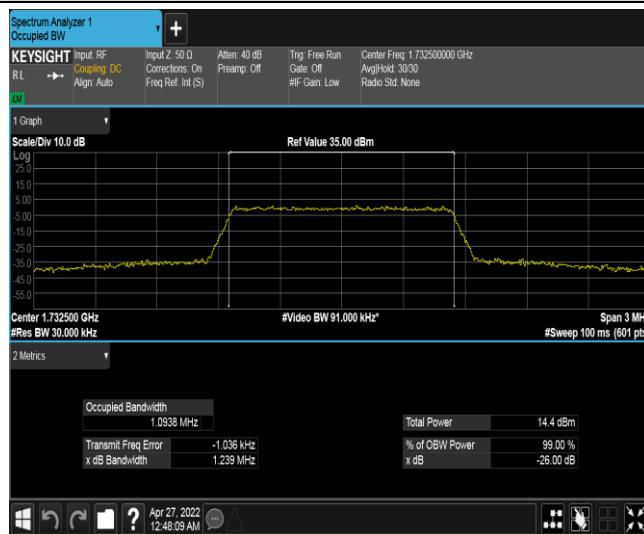 Spectrum Analyzer 1
Occupied BW
+
KEYSIGHT Input: RF Input Z: 50 Ω Atten: 40 dB Trig: Free Run Center Freq: 1.732500000 GHz
RL Coupling: DC Corrections: On Preamp: Off Gate: Off Avg|Hold: 30/30
Align: Auto Freq Ref: Int (S) #IF Gain: Low Radio Std: None
1 Graph
Scale/Div 10.0 dB Ref Value 35.00 dBm
Log
25.0
15.0
5.00
-5.00
-15.0
-25.0
-35.0
-45.0
-55.0
Center 1.732500 GHz #Video BW 91.000 kHz* Span 3 MH
#Res BW 30.000 kHz #Sweep 100 ms (601 pts
2 Metrics
Occupied Bandwidth
1.0938 MHz Total Power 14.4 dBm
Transmit Freq Error -1.036 kHz % of OBW Power 99.00 %
x dB Bandwidth 1.239 MHz x dB -26.00 dB
? Apr 27, 2022
12:48:09 AM